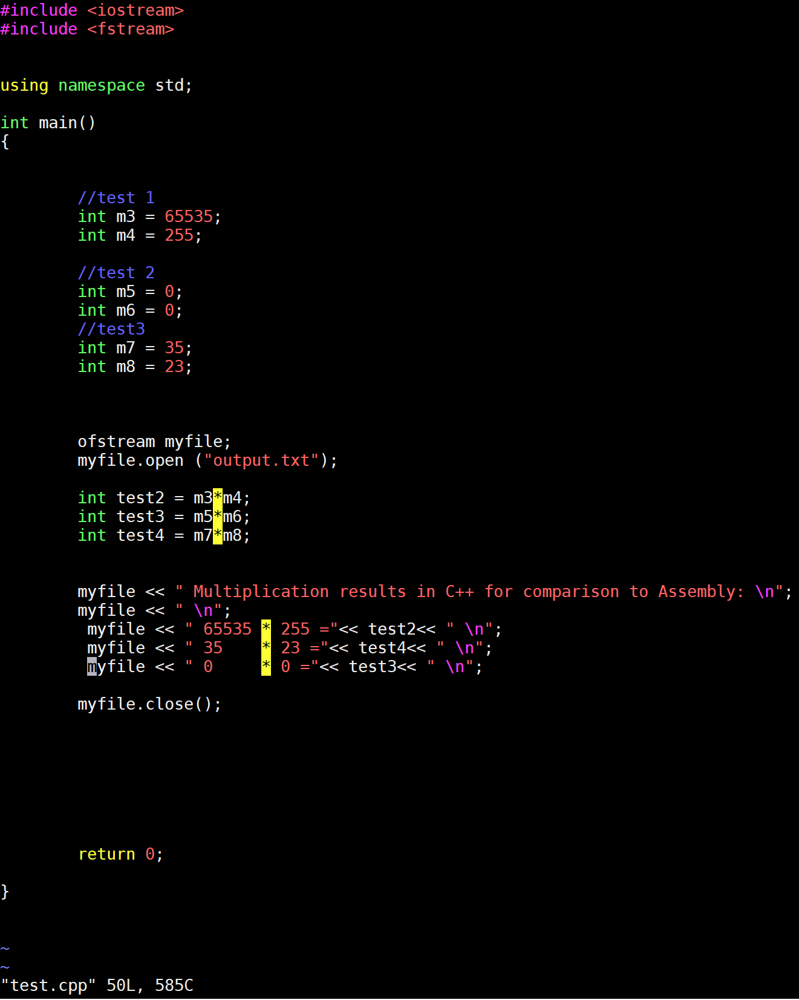 #include <iostream>
#include <fstream>
using namespace std;
int main()
{
//test 1
int m3 = 65535;
int m4 = 255;
//test 2
int m5 = 0;
int m6 = 0;
//test3
int m7 = 35;
int m8 = 23;
ofstream myfile;
myfile.open ("output.txt");
int test2 = m3*m4;
int test3 = m5*m6;
int test4 = m7*m8;
myfile << " Multiplication results in C++ for comparison to Assembly: \n";
myfile << " \n";
myfile << " 65535 * 255 ="<< test2<< " \n";
myfile << " 35    * 23 ="<< test4<< " \n";
myfile << " 0     * 0 ="<< test3<< " \n";
myfile.close();
return 0;
}
~
~
"test.cpp" 50L, 585C